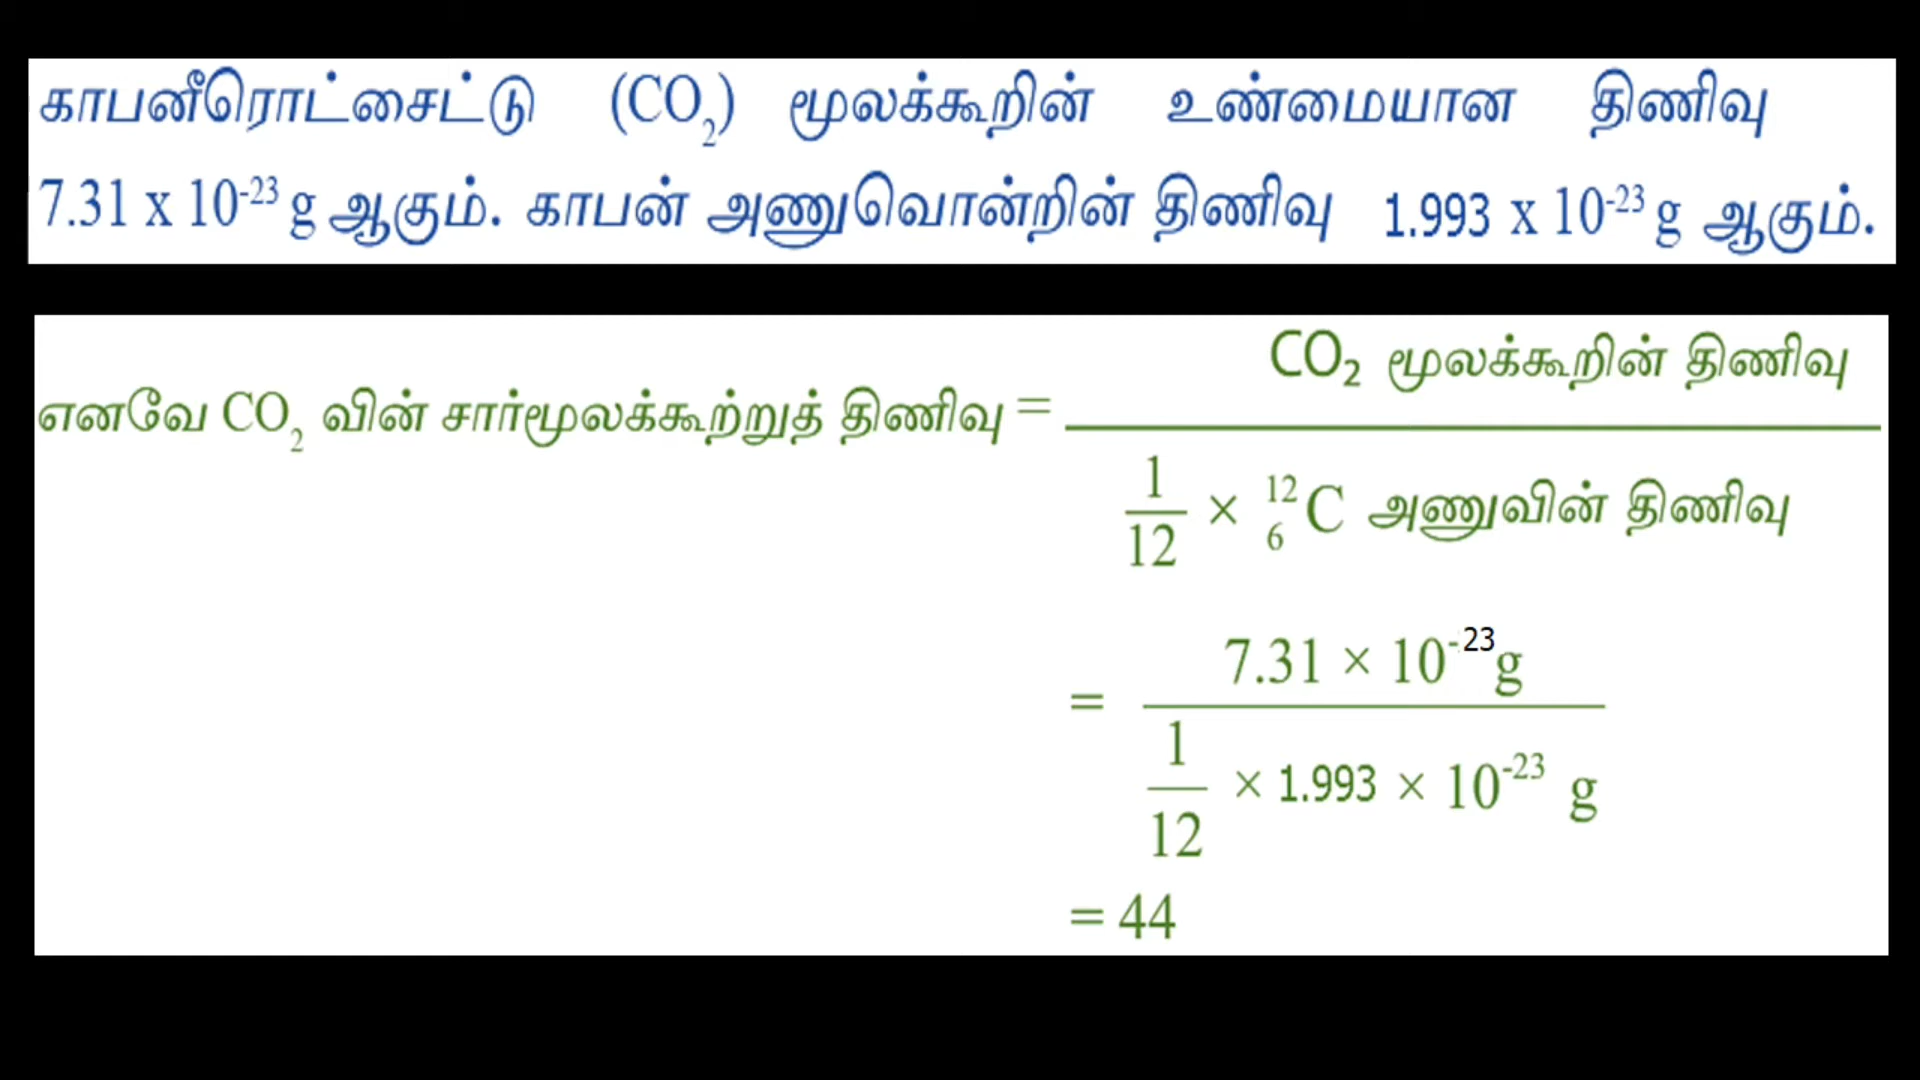 காபனீரொட்சைட்டு (CO₂) மூலக்கூறின் உண்மையான திணிவு
7.31 x 10⁻²³ g ஆகும். காபன் அணுவொன்றின் திணிவு 1.993 x 10⁻²³ g ஆகும்.
CO₂ மூலக்கூறின் திணிவு
எனவே CO₂ வின் சார்மூலக்கூற்றுத் திணிவு =
1/12 × ¹²₆C அணுவின் திணிவு
7.31 × 10⁻²³g
=
1/12 × 1.993 × 10⁻²³ g
= 44